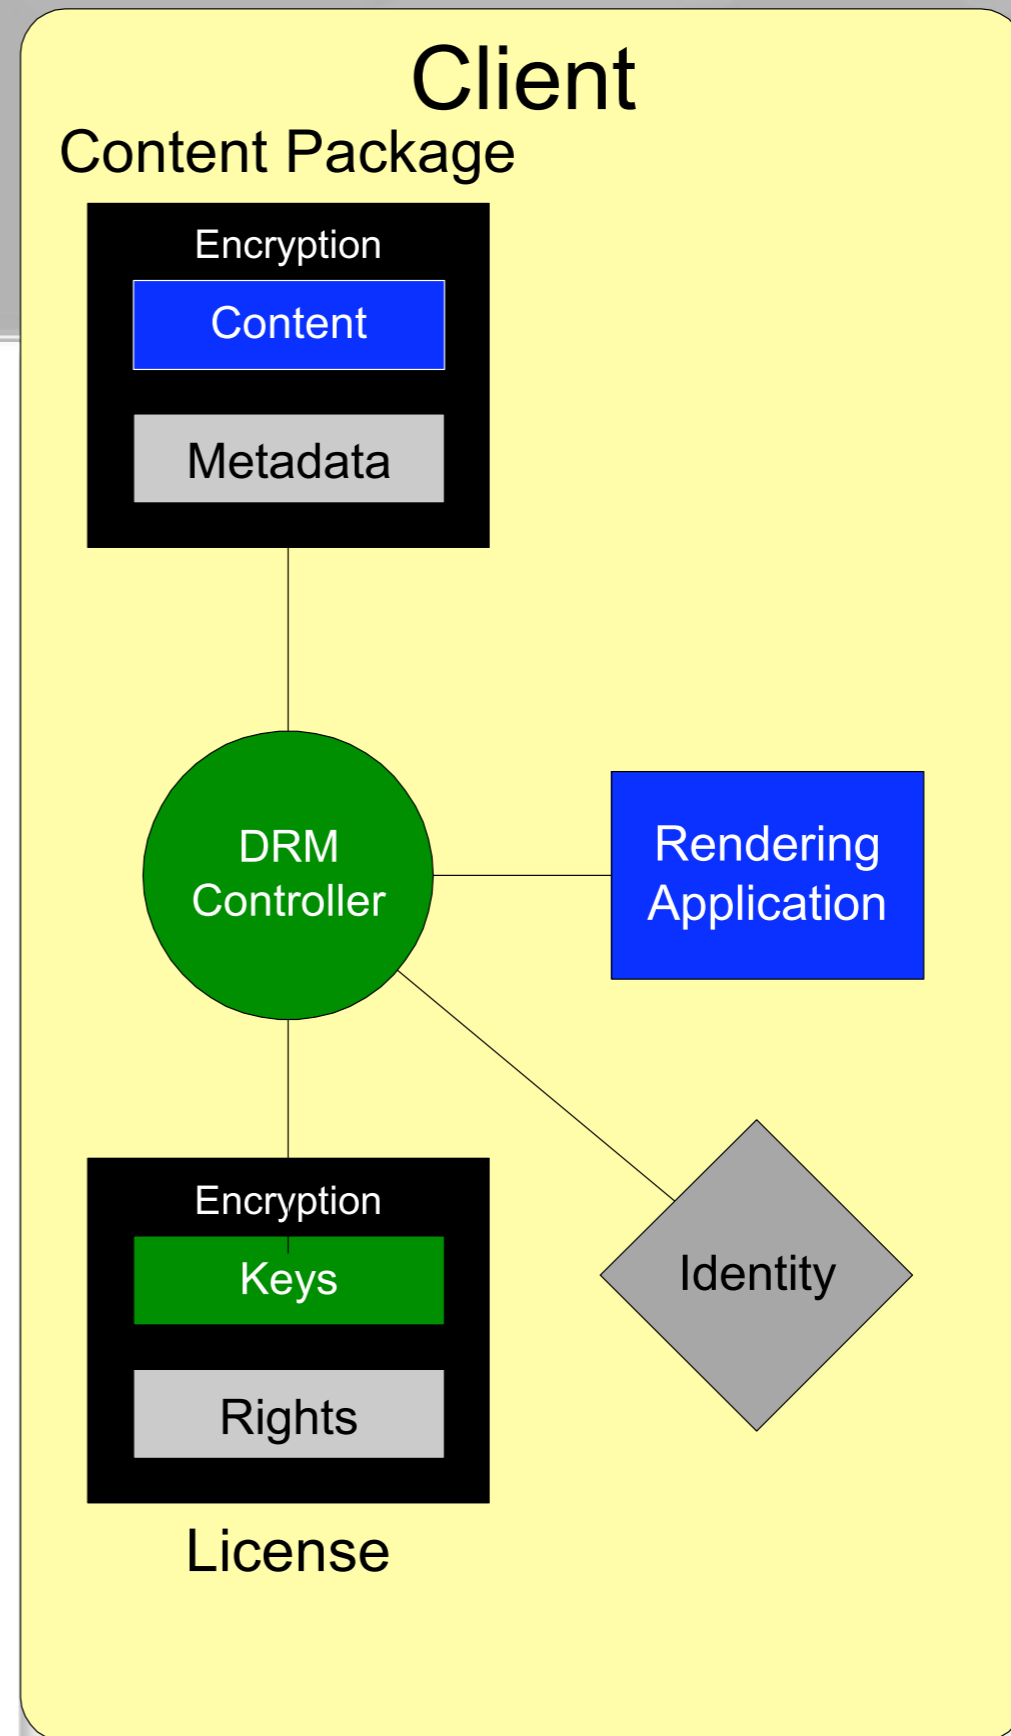 Client
Content Package
Encryption
Content
Metadata
DRM
Controller
Rendering
Application
Encryption
Keys
Identity
Rights
License